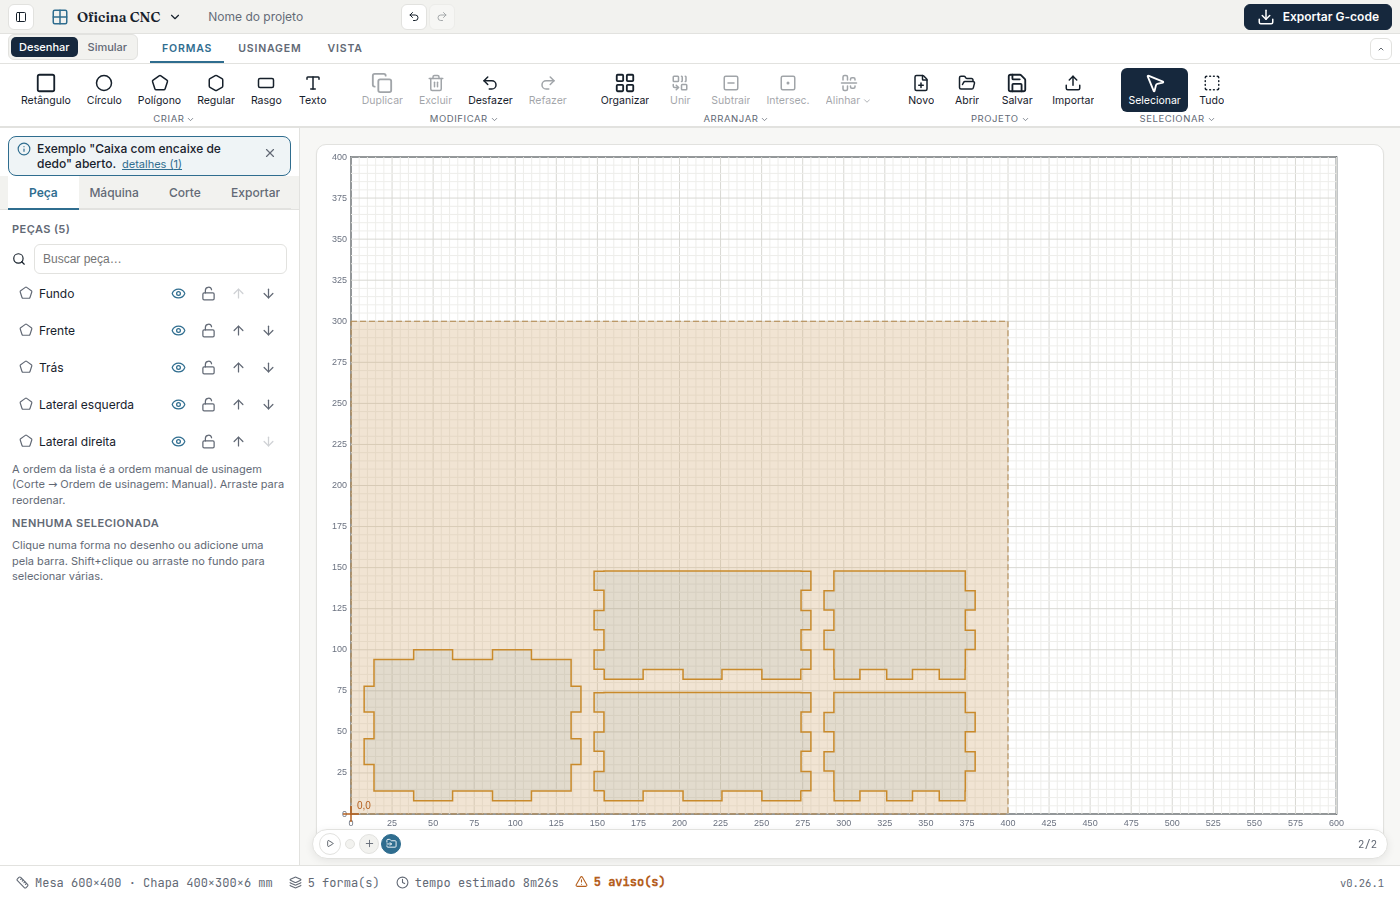 Oficina CNC
Nome do projeto
Exportar G-code
Desenhar
Simular
FORMAS
USINAGEM
VISTA
Retângulo
Círculo
Polígono
Regular
Rasgo
Texto
CRIAR
Duplicar
Excluir
Desfazer
Refazer
MODIFICAR
Organizar
Unir
Subtrair
Intersec.
Alinhar
ARRANJAR
Novo
Abrir
Salvar
Importar
PROJETO
Selecionar
Tudo
SELECIONAR
Exemplo "Caixa com encaixe de
dedo" aberto. detalhes (1)
Peça
Máquina
Corte
Exportar
PEÇAS (5)
Buscar peça…
Fundo
Frente
Trás
Lateral esquerda
Lateral direita
A ordem da lista é a ordem manual de usinagem
(Corte → Ordem de usinagem: Manual). Arraste para
reordenar.
NENHUMA SELECIONADA
Clique numa forma no desenho ou adicione uma
pela barra. Shift+clique ou arraste no fundo para
selecionar várias.
400
375
350
325
300
275
250
225
200
175
150
125
100
75
50
25
0
0,0
0 25 50 75 100 125 150 175 200 225 250 275 300 325 350 375 400 425 450 475 500 525 550 575 600
2/2
Mesa 600×400 · Chapa 400×300×6 mm
5 forma(s)
tempo estimado 8m26s
5 aviso(s)
v0.26.1